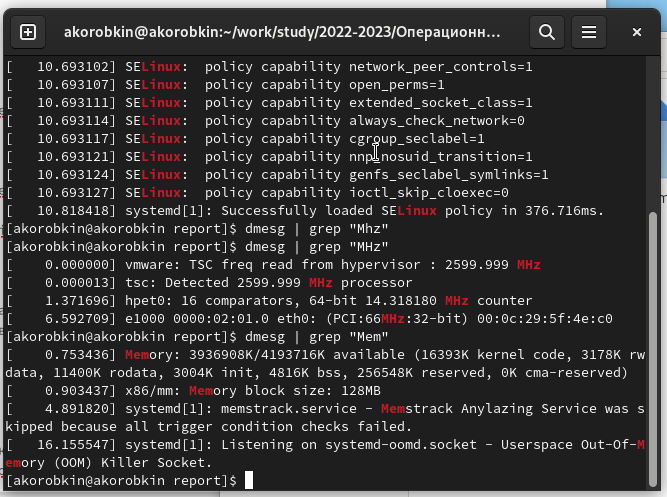 akorobkin@akorobkin:~/work/study/2022-2023/Операционн...
[   10.693102] SELinux:  policy capability network_peer_controls=1
[   10.693107] SELinux:  policy capability open_perms=1
[   10.693111] SELinux:  policy capability extended_socket_class=1
[   10.693114] SELinux:  policy capability always_check_network=0
[   10.693117] SELinux:  policy capability cgroup_seclabel=1
[   10.693121] SELinux:  policy capability nnp_nosuid_transition=1
[   10.693124] SELinux:  policy capability genfs_seclabel_symlinks=1
[   10.693127] SELinux:  policy capability ioctl_skip_cloexec=0
[   10.818418] systemd[1]: Successfully loaded SELinux policy in 376.716ms.
[akorobkin@akorobkin report]$ dmesg | grep "Mhz"
[akorobkin@akorobkin report]$ dmesg | grep "MHz"
[    0.000000] vmware: TSC freq read from hypervisor : 2599.999 MHz
[    0.000013] tsc: Detected 2599.999 MHz processor
[    1.371696] hpet0: 16 comparators, 64-bit 14.318180 MHz counter
[    6.592709] e1000 0000:02:01.0 eth0: (PCI:66MHz:32-bit) 00:0c:29:5f:4e:c0
[akorobkin@akorobkin report]$ dmesg | grep "Mem"
[    0.753436] Memory: 3936908K/4193716K available (16393K kernel code, 3178K rw
data, 11400K rodata, 3004K init, 4816K bss, 256548K reserved, 0K cma-reserved)
[    0.903437] x86/mm: Memory block size: 128MB
[    4.891820] systemd[1]: memstrack.service - Memstrack Anylazing Service was s
kipped because all trigger condition checks failed.
[   16.155547] systemd[1]: Listening on systemd-oomd.socket - Userspace Out-Of-M
emory (OOM) Killer Socket.
[akorobkin@akorobkin report]$